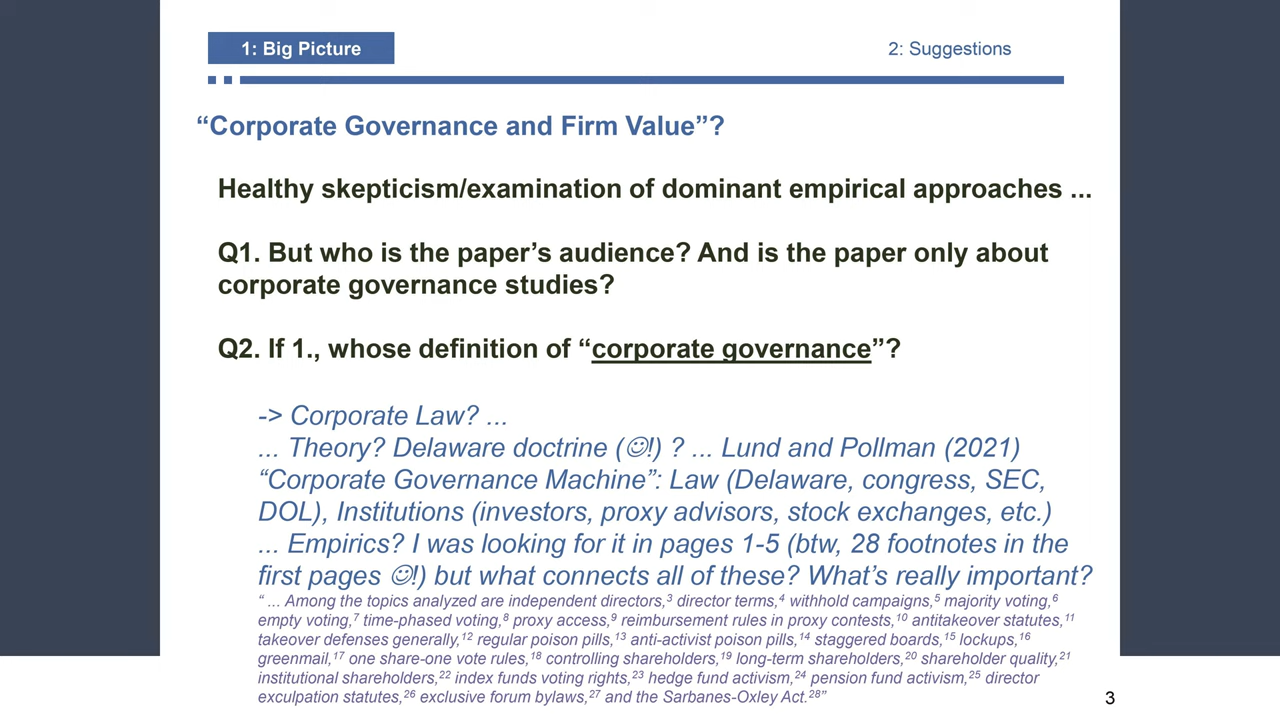 1: Big Picture
2: Suggestions
“Corporate Governance and Firm Value”?
Healthy skepticism/examination of dominant empirical approaches ...
Q1. But who is the paper’s audience? And is the paper only about
corporate governance studies?
Q2. If 1., whose definition of “corporate governance”?
-> Corporate Law? ...
... Theory? Delaware doctrine (☺!) ? ... Lund and Pollman (2021)
“Corporate Governance Machine”: Law (Delaware, congress, SEC,
DOL), Institutions (investors, proxy advisors, stock exchanges, etc.)
... Empirics? I was looking for it in pages 1-5 (btw, 28 footnotes in the
first pages ☺!) but what connects all of these? What’s really important?
“ ... Among the topics analyzed are independent directors,³ director terms,⁴ withhold campaigns,⁵ majority voting,⁶
empty voting,⁷ time-phased voting,⁸ proxy access,⁹ reimbursement rules in proxy contests,¹⁰ antitakeover statutes,¹¹
takeover defenses generally,¹² regular poison pills,¹³ anti-activist poison pills,¹⁴ staggered boards,¹⁵ lockups,¹⁶
greenmail,¹⁷ one share-one vote rules,¹⁸ controlling shareholders,¹⁹ long-term shareholders,²⁰ shareholder quality,²¹
institutional shareholders,²² index funds voting rights,²³ hedge fund activism,²⁴ pension fund activism,²⁵ director
exculpation statutes,²⁶ exclusive forum bylaws,²⁷ and the Sarbanes-Oxley Act.²⁸”
3